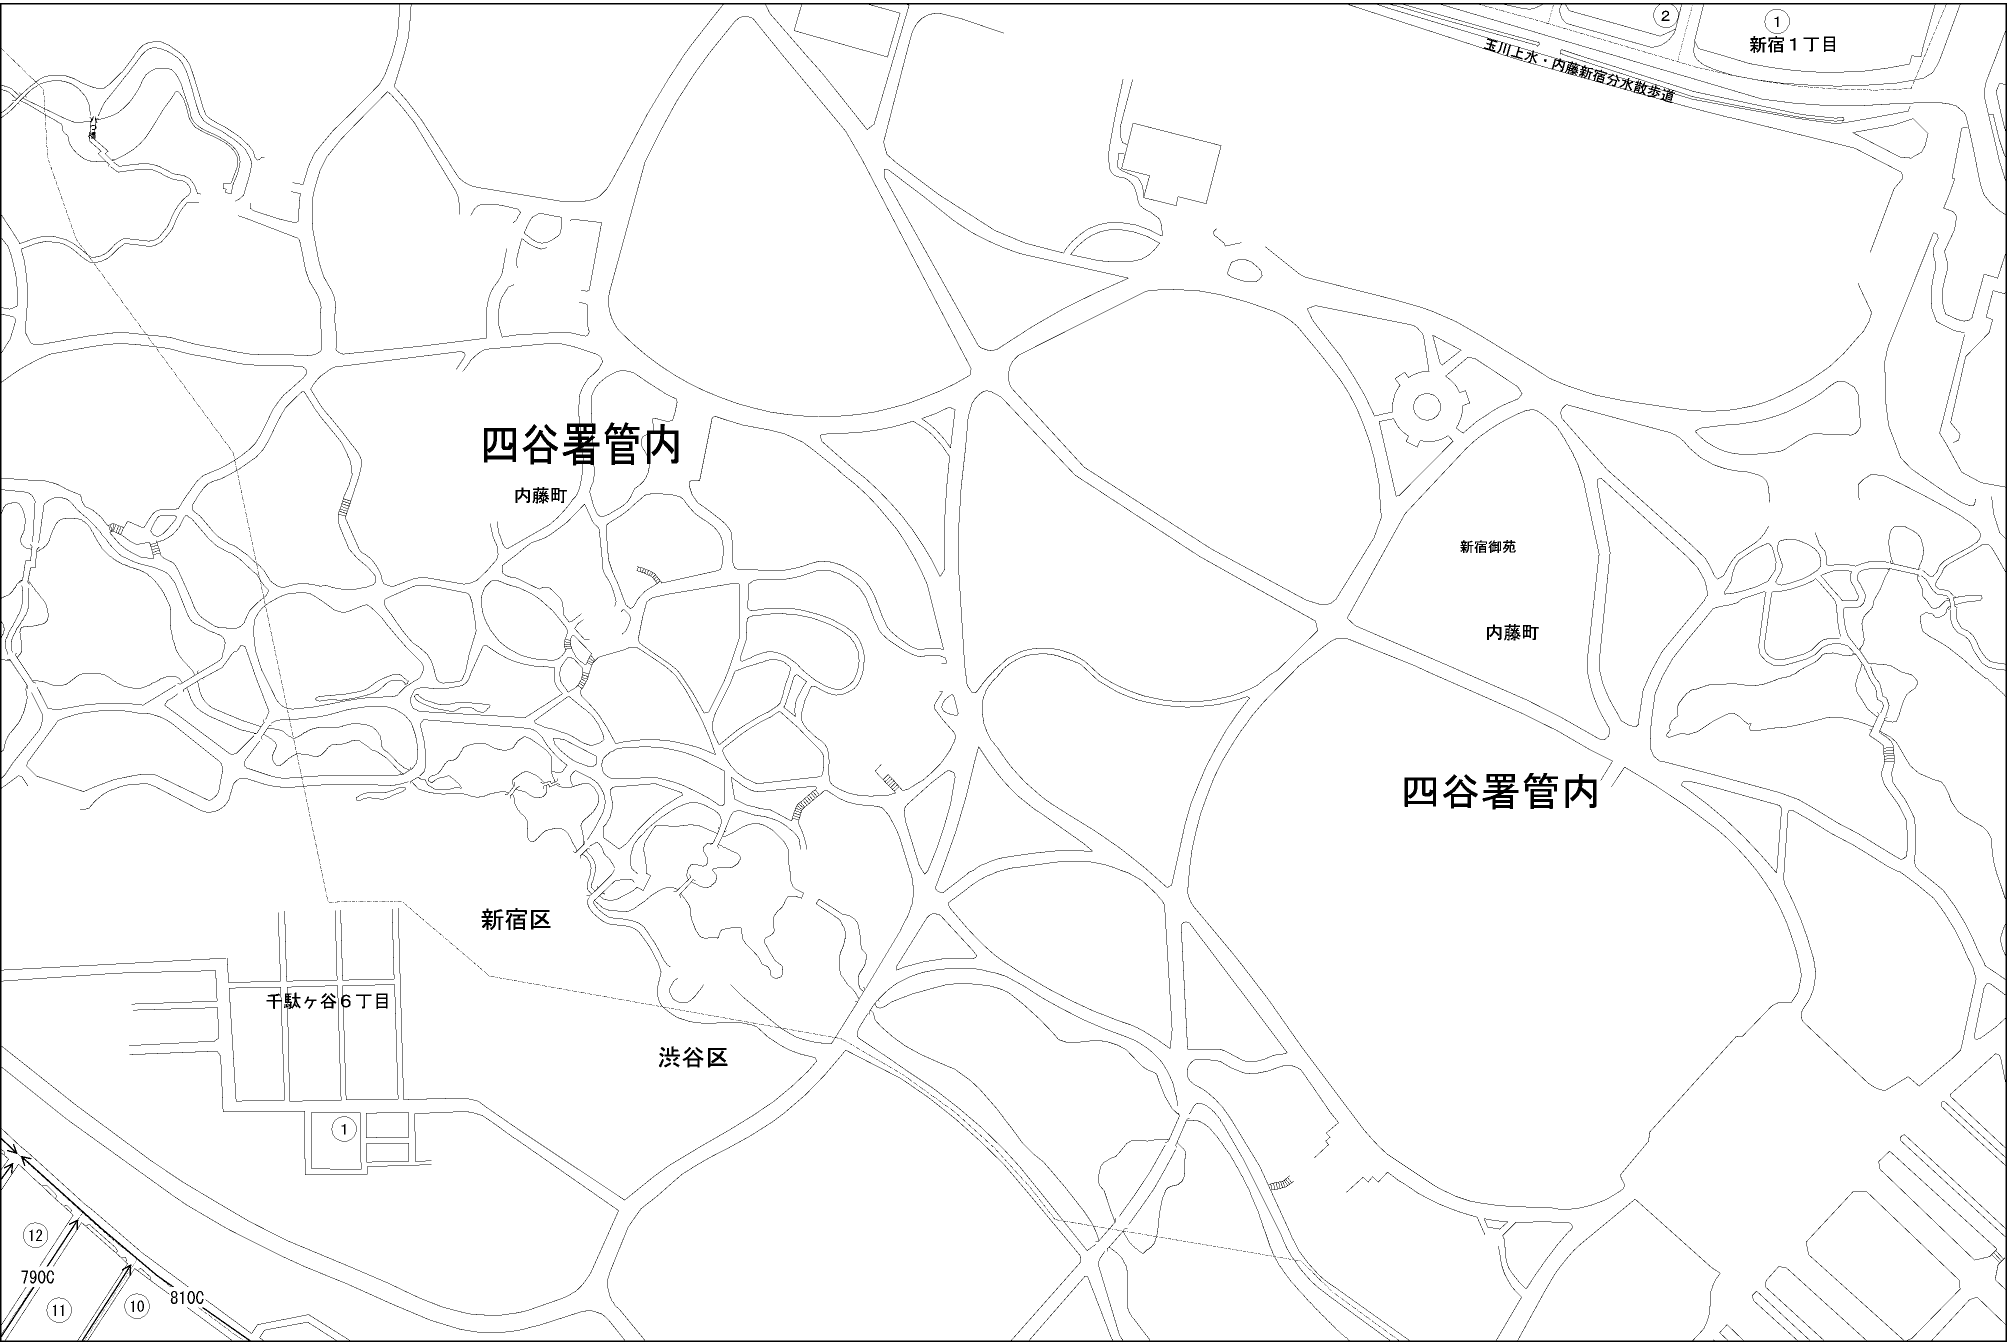 ②
①
新宿１丁目
玉川上水・内藤新宿分水散歩道
八つ橋
四谷署管内
内藤町
新宿御苑
内藤町
四谷署管内
新宿区
千駄ヶ谷６丁目
渋谷区
①
⑫
790C
⑪
⑩
810C